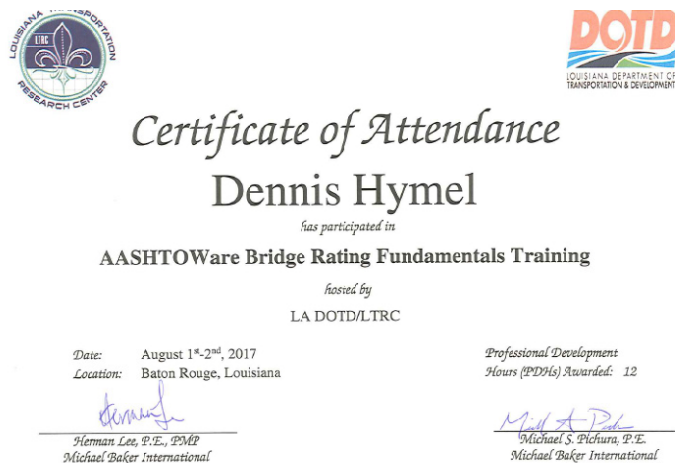 LOUISIANA TRANSPORTATION
LTRC
RESEARCH CENTER
DOTD
LOUISIANA DEPARTMENT OF
TRANSPORTATION & DEVELOPMENT
Certificate of Attendance
Dennis Hymel
has participated in
AASHTOWare Bridge Rating Fundamentals Training
hosted by
LA DOTD/LTRC
Date: August 1st-2nd, 2017
Location: Baton Rouge, Louisiana
Professional Development
Hours (PDHs) Awarded: 12
Herman Lee, P.E., PMP
Michael Baker International
Michael S. Pichura, P.E.
Michael Baker International